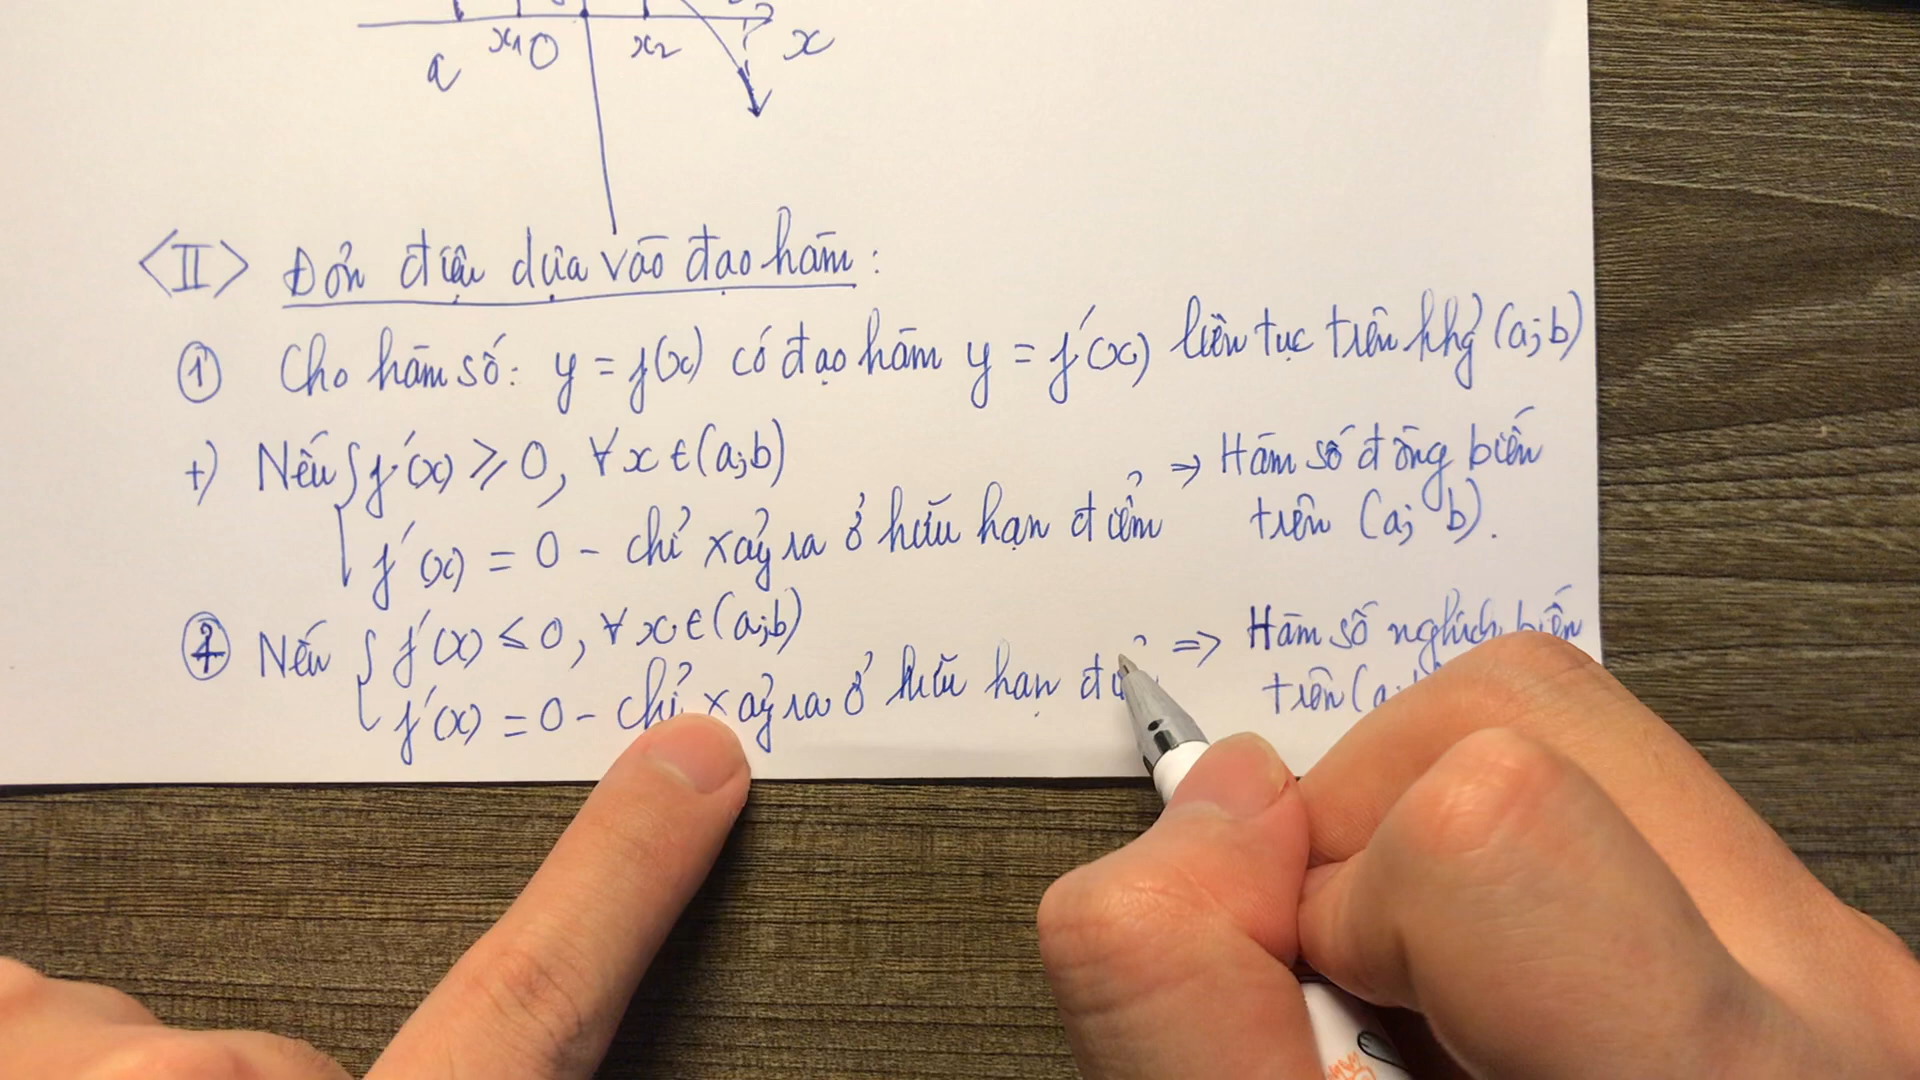 a x1 O x2 x
<II> Đơn điệu dựa vào đạo hàm:
① Cho hàm số: y = f(x) có đạo hàm y = f'(x) liên tục trên khg (a;b)
+) Nếu { f'(x) ⩾ 0, ∀x ∈ (a;b)
f'(x) = 0 - chỉ xảy ra ở hữu hạn điểm ⇒ Hàm số đồng biến
trên (a; b).
Nếu { f'(x) ≤ 0, ∀x ∈ (a;b)
f'(x) = 0 - chỉ xảy ra ở hữu hạn ⇒ Hàm số nghịch biến
trên (a;